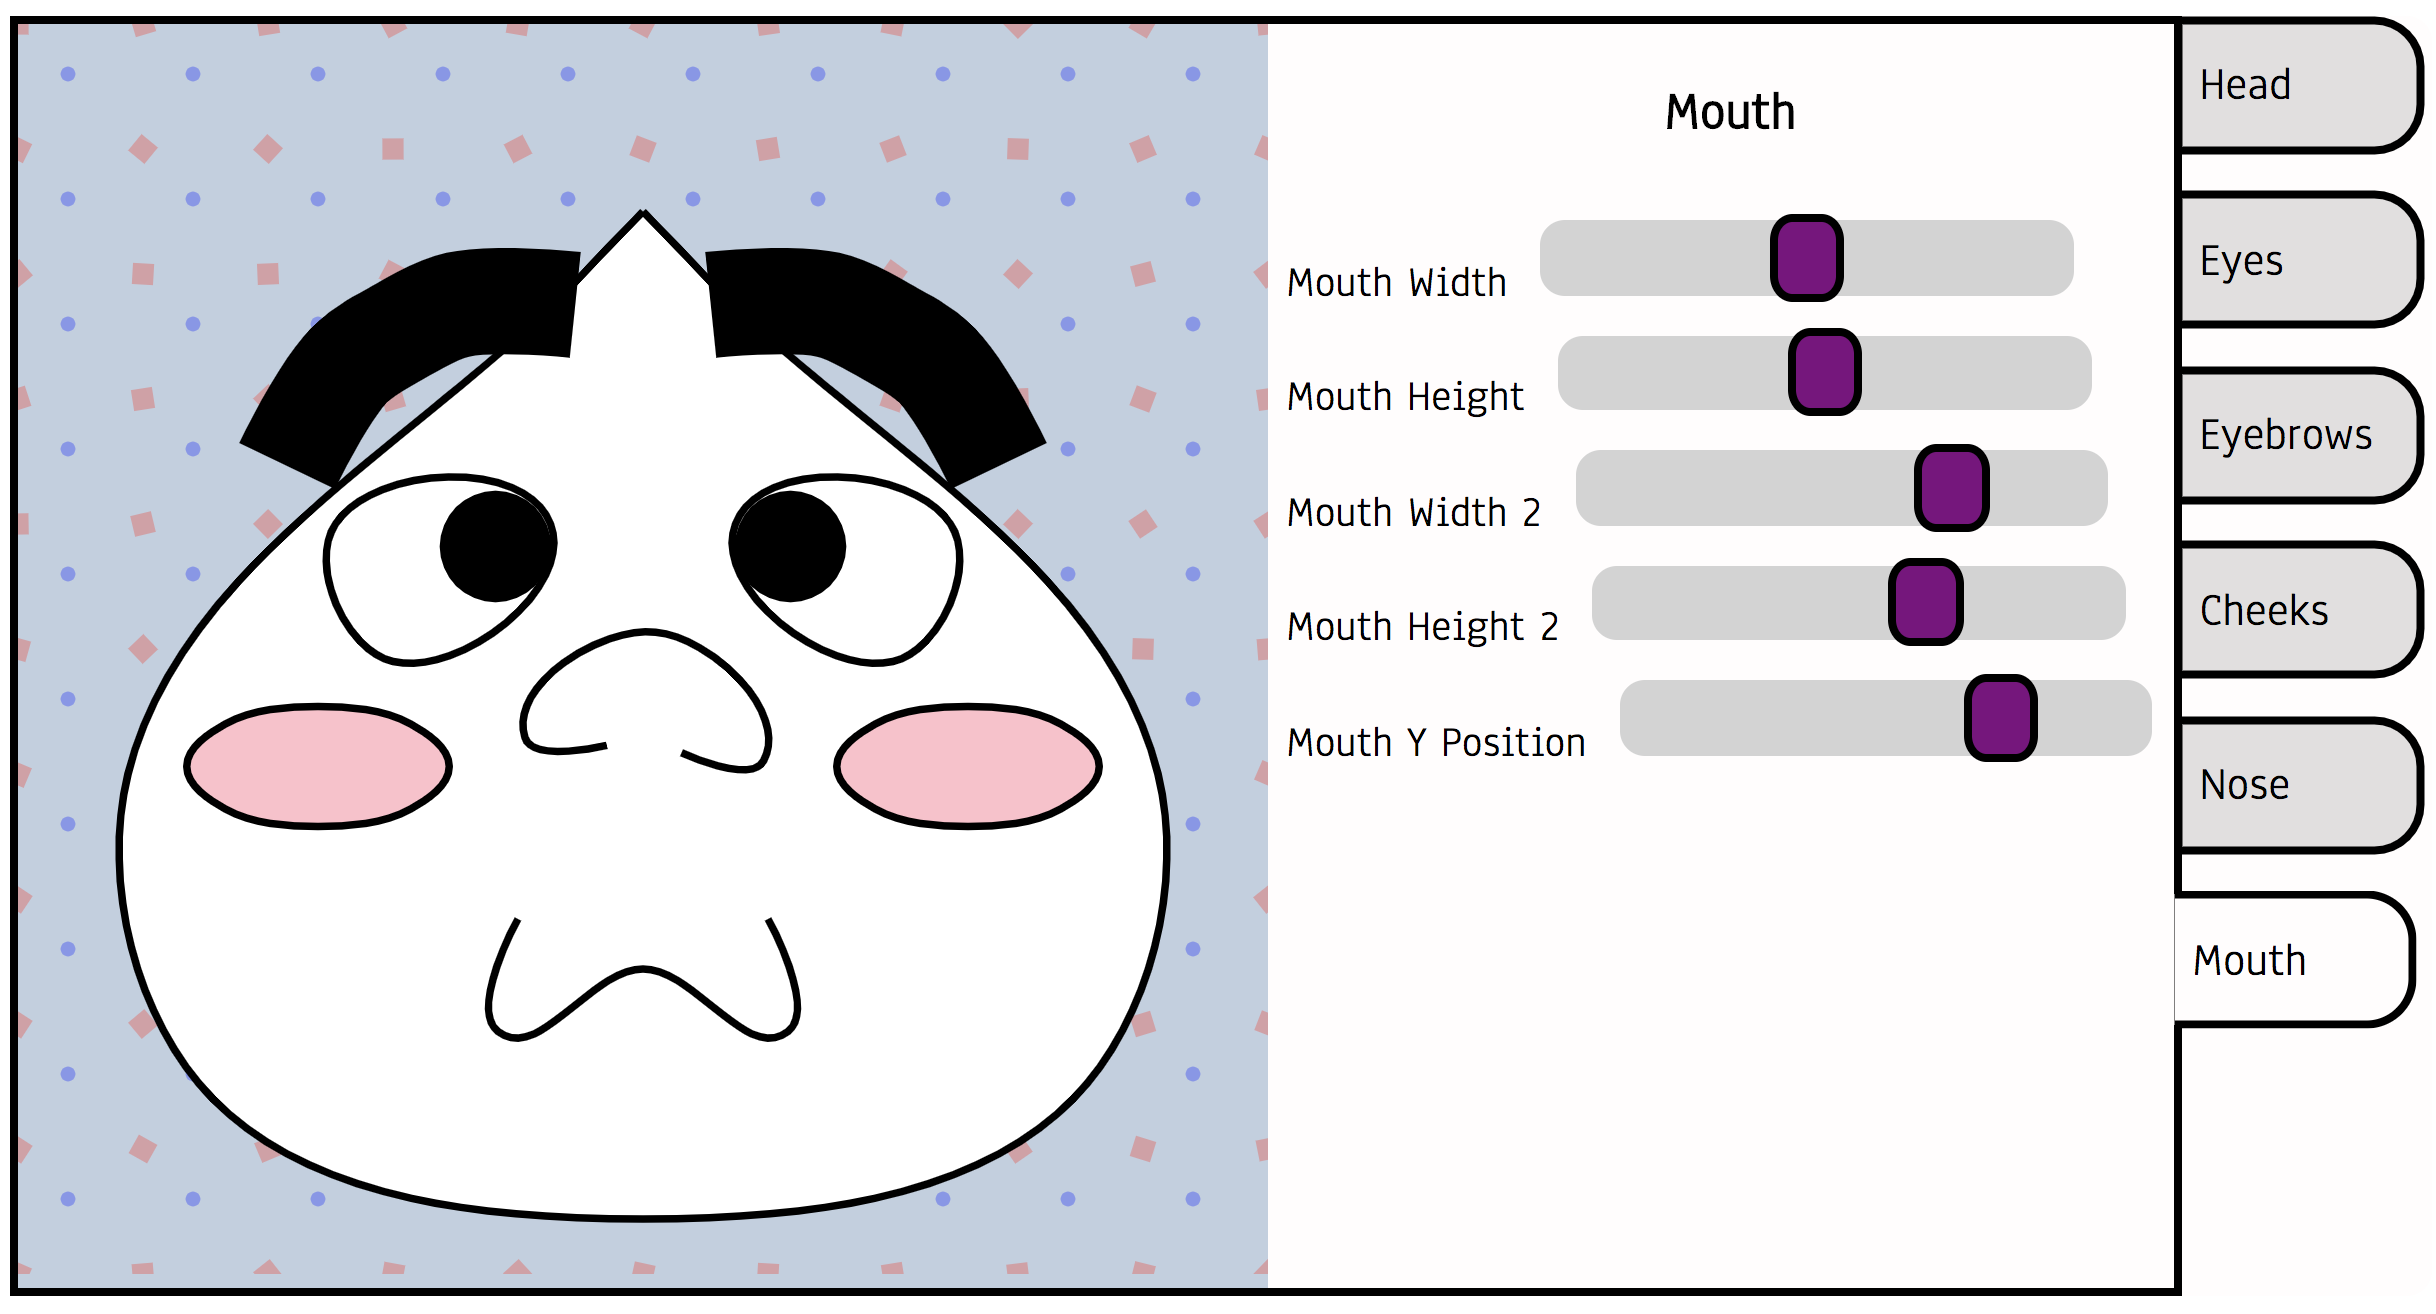 Mouth
Mouth Width
Mouth Height
Mouth Width 2
Mouth Height 2
Mouth Y Position
Head
Eyes
Eyebrows
Cheeks
Nose
Mouth